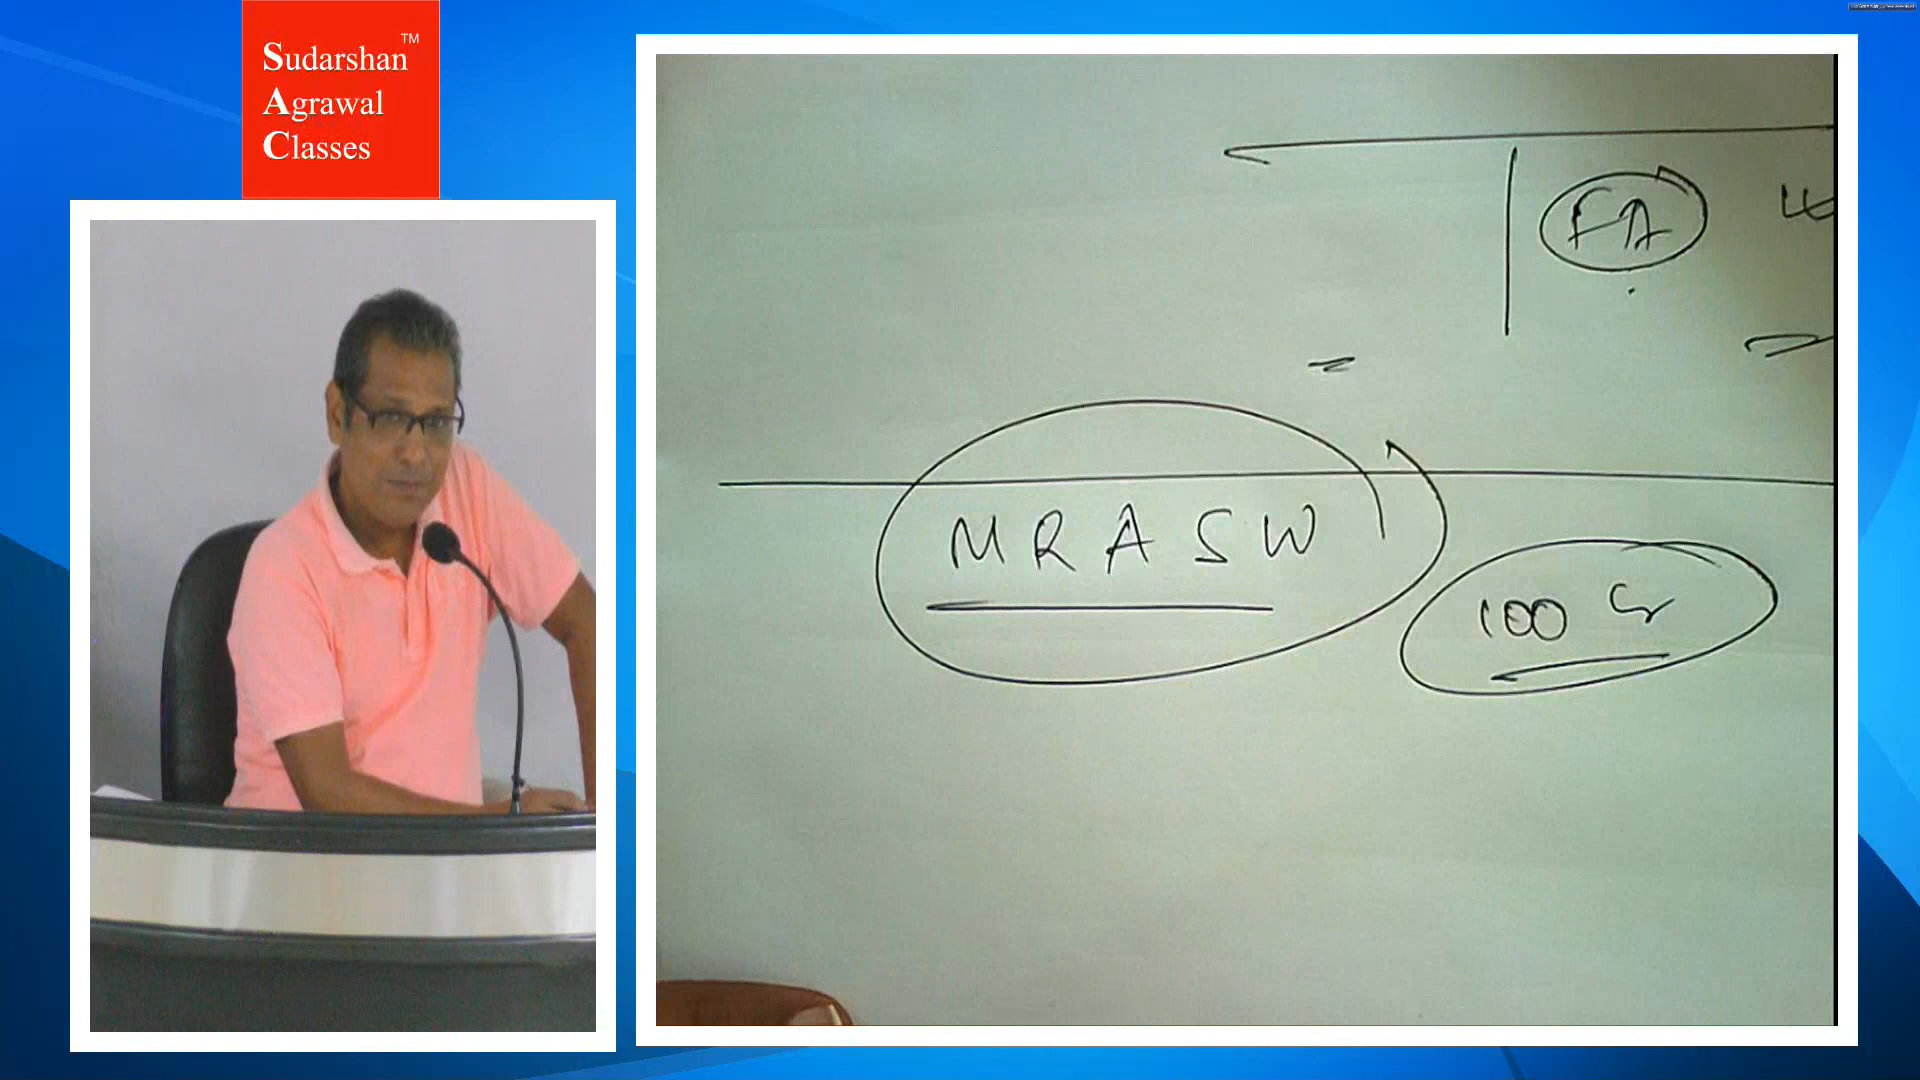 Sudarshan™
Agrawal
Classes
FA
MRASW
100 Cr